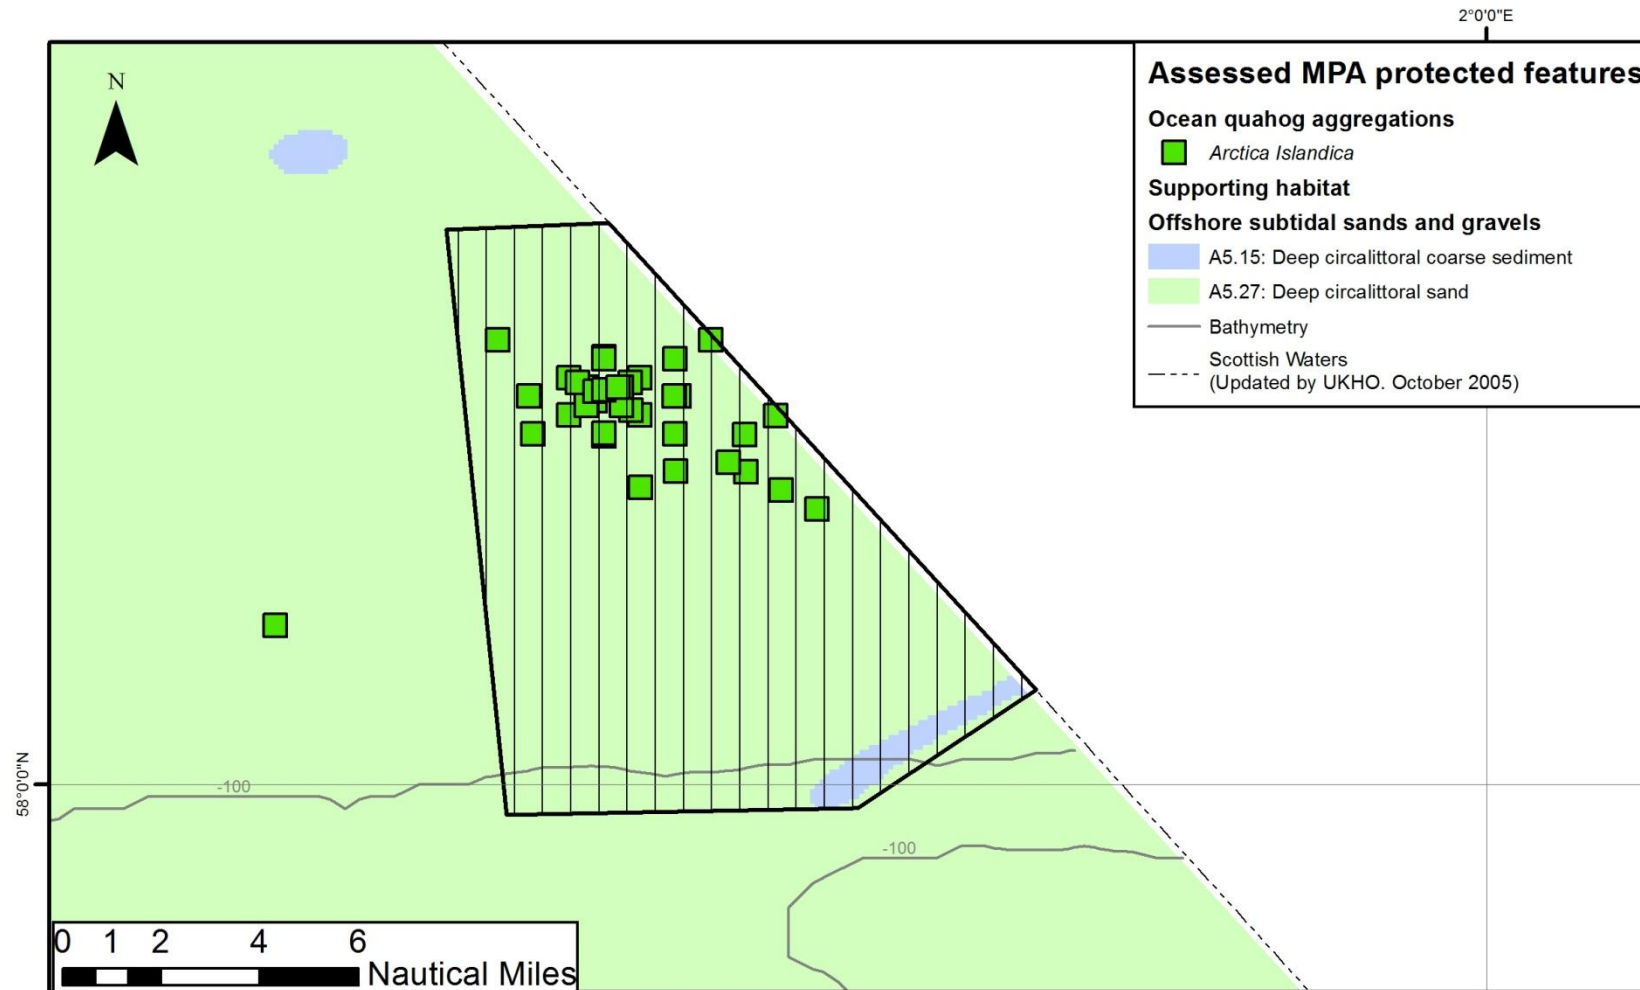 2°0'0"E
N
Assessed MPA protected features
Ocean quahog aggregations
Arctica Islandica
Supporting habitat
Offshore subtidal sands and gravels
A5.15: Deep circalittoral coarse sediment
A5.27: Deep circalittoral sand
Bathymetry
Scottish Waters
(Updated by UKHO. October 2005)
58°0'0"N
-100
-100
0 1 2 4 6
Nautical Miles